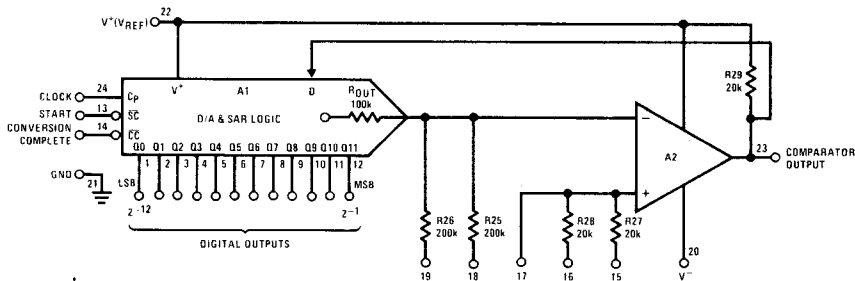 22
V+(VREF)
24
CLOCK
CP
V+
A1
D
ROUT
100k
START
13
SC
D/A & SAR LOGIC
CONVERSION
COMPLETE
14
CC
Q0 Q1 Q2 Q3 Q4 Q5 Q6 Q7 Q8 Q9 Q10 Q11
1 2 3 4 5 6 7 8 9 10 11 12
GND
21
LSB
MSB
2-12
2-1
DIGITAL OUTPUTS
R29
20k
−
A2
+
23
COMPARATOR
OUTPUT
R26
200k
R25
200k
R28
20k
R27
20k
20
V−
19
18
17
16
15